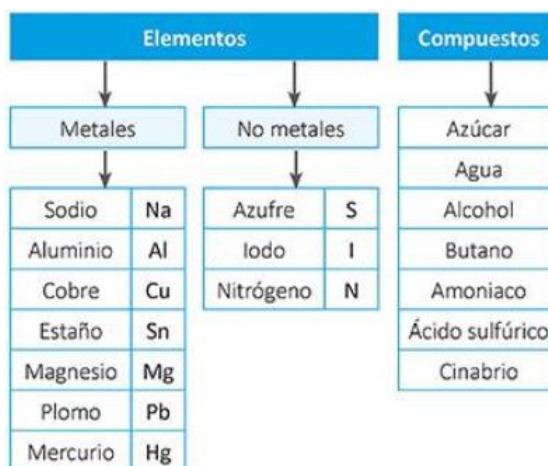 Elementos
Compuestos
Metales
No metales
Sodio Na
Aluminio Al
Cobre Cu
Estaño Sn
Magnesio Mg
Plomo Pb
Mercurio Hg
Azufre S
Iodo I
Nitrógeno N
Azúcar
Agua
Alcohol
Butano
Amoniaco
Ácido sulfúrico
Cinabrio